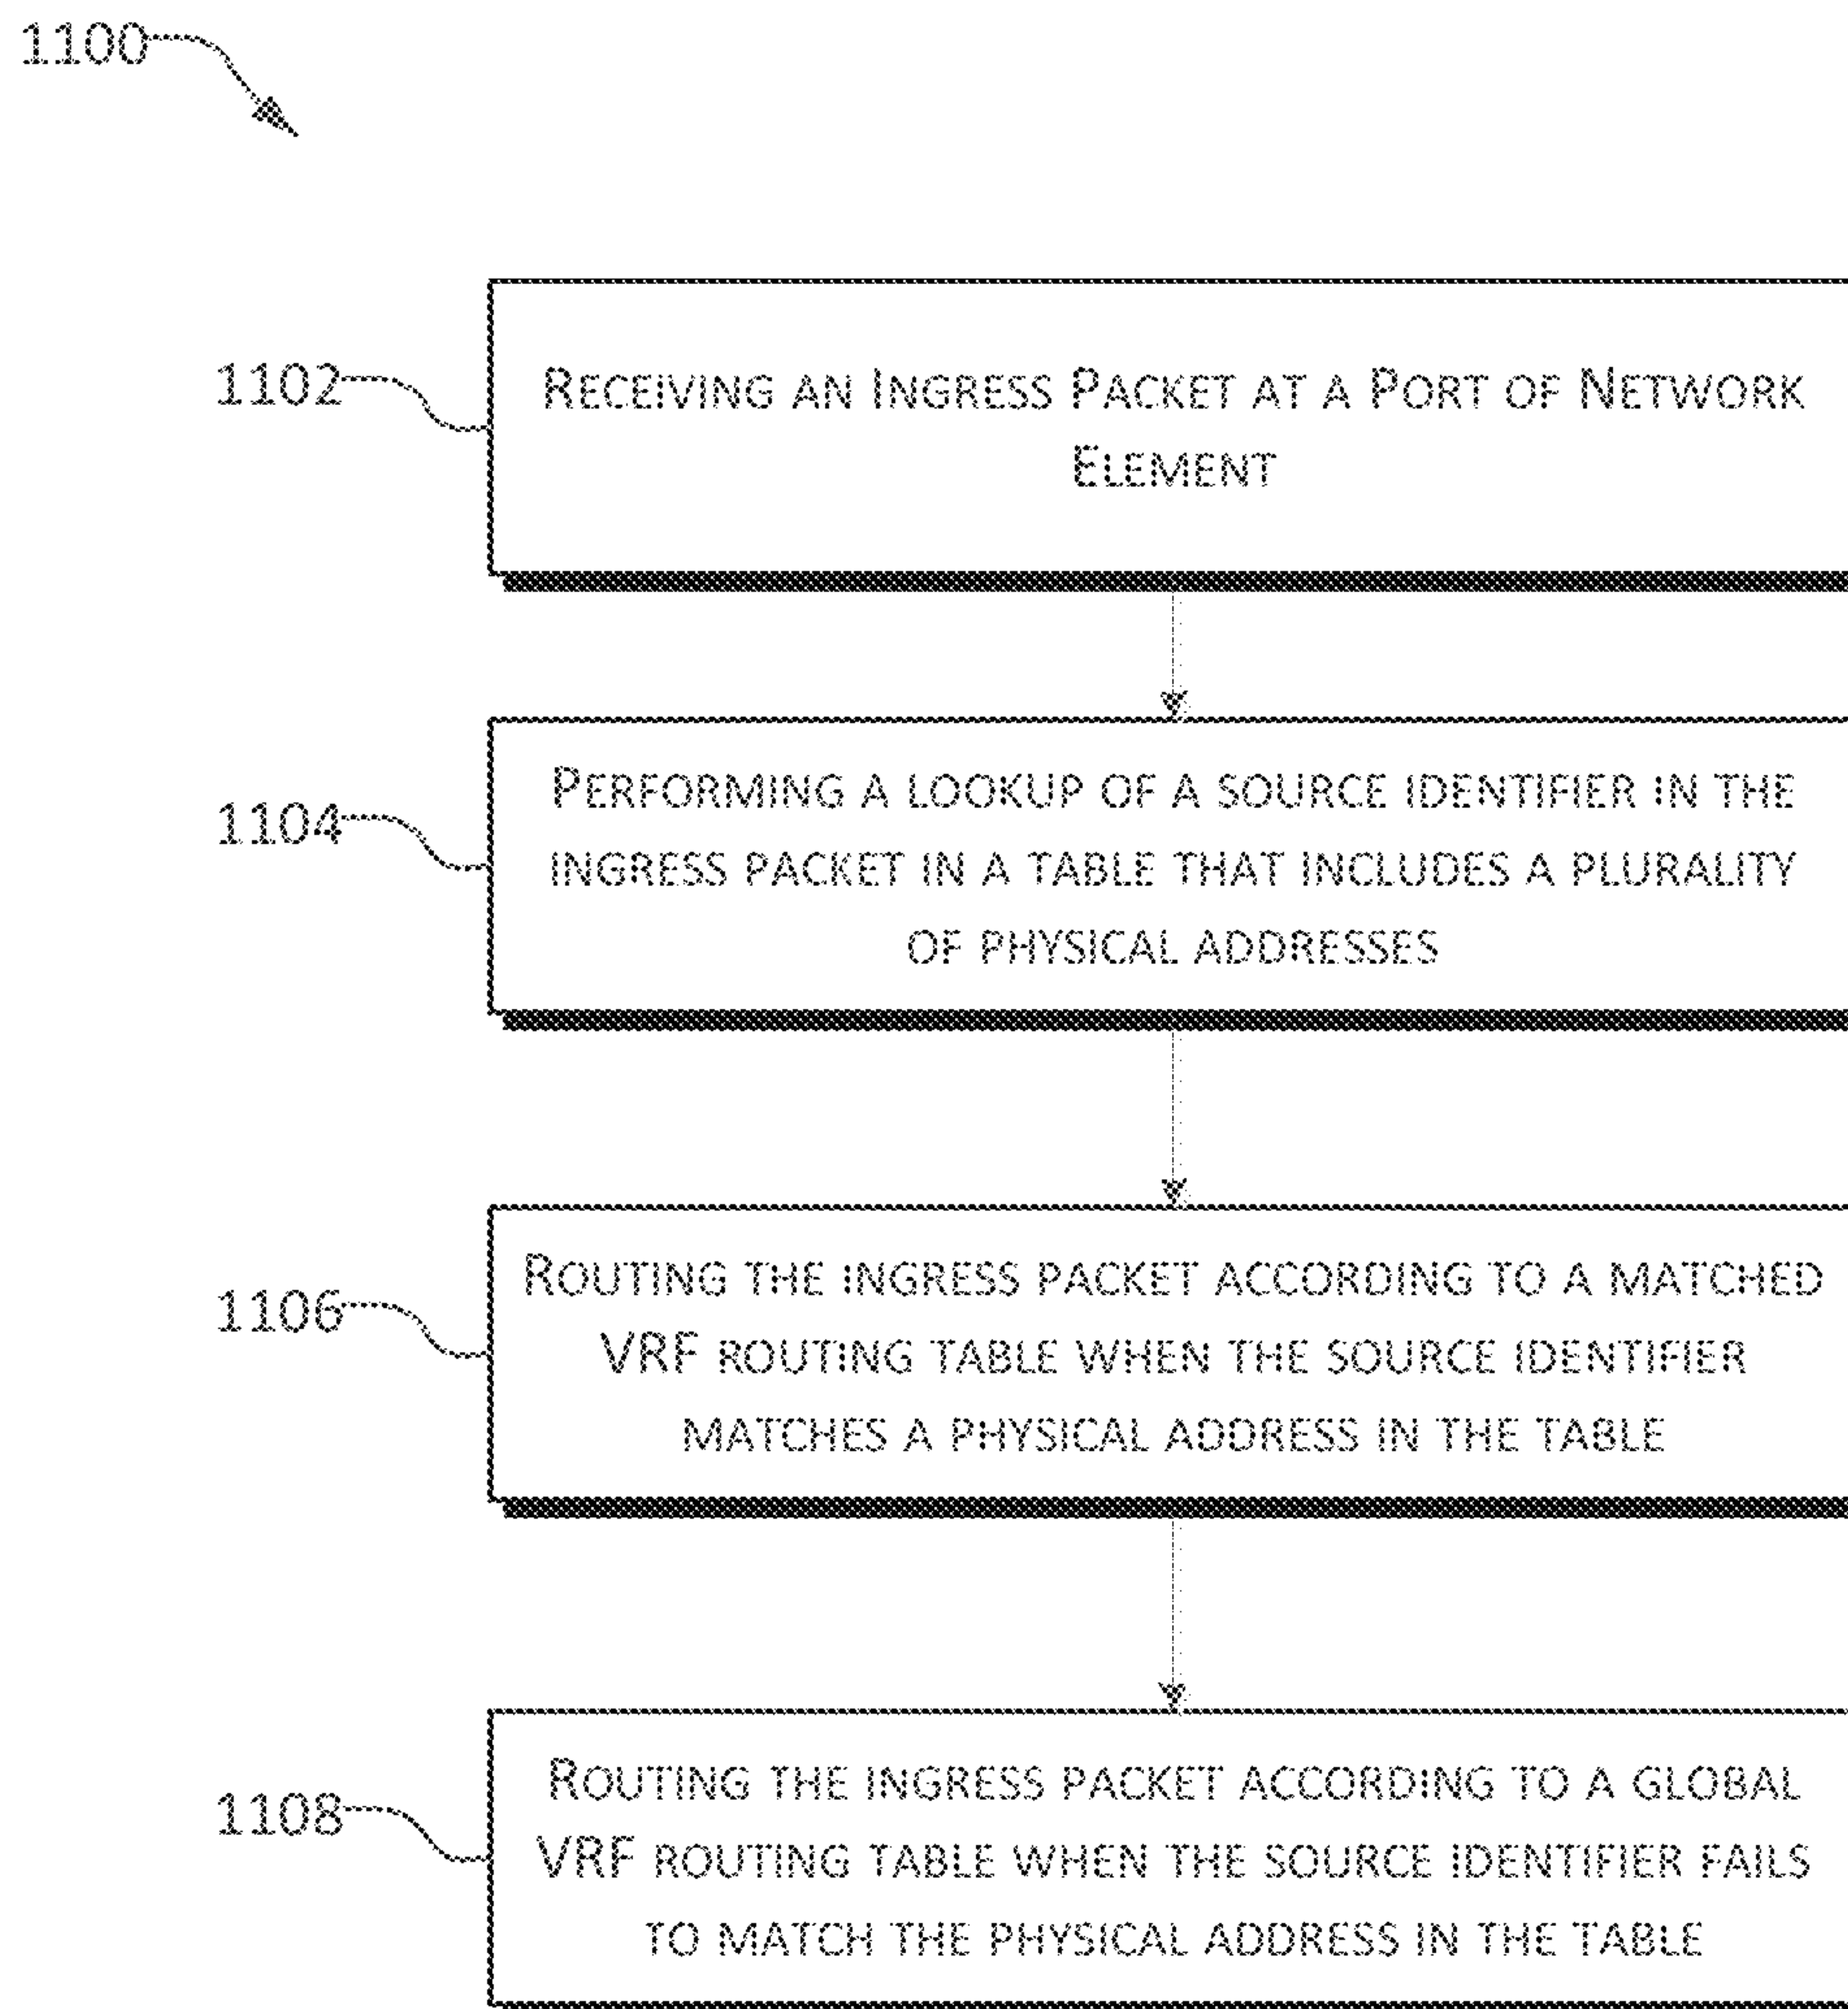 1100
1102
RECEIVING AN INGRESS PACKET AT A PORT OF NETWORK
ELEMENT
1104
PERFORMING A LOOKUP OF A SOURCE IDENTIFIER IN THE
INGRESS PACKET IN A TABLE THAT INCLUDES A PLURALITY
OF PHYSICAL ADDRESSES
1106
ROUTING THE INGRESS PACKET ACCORDING TO A MATCHED
VRF ROUTING TABLE WHEN THE SOURCE IDENTIFIER
MATCHES A PHYSICAL ADDRESS IN THE TABLE
1108
ROUTING THE INGRESS PACKET ACCORDING TO A GLOBAL
VRF ROUTING TABLE WHEN THE SOURCE IDENTIFIER FAILS
TO MATCH THE PHYSICAL ADDRESS IN THE TABLE